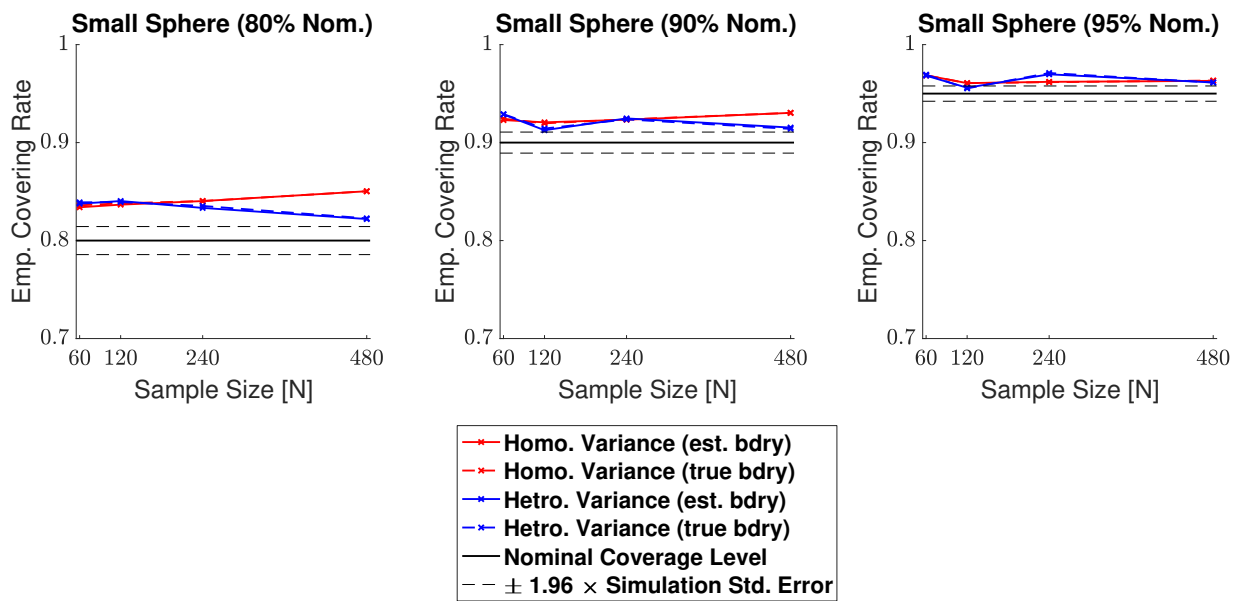 Small Sphere (80% Nom.)
1
0.9
0.8
0.7
Emp. Covering Rate
60 120 240 480
Sample Size [N]
Small Sphere (90% Nom.)
1
0.9
0.8
0.7
Emp. Covering Rate
60 120 240 480
Sample Size [N]
Small Sphere (95% Nom.)
1
0.9
0.8
0.7
Emp. Covering Rate
60 120 240 480
Sample Size [N]
Homo. Variance (est. bdry)
Homo. Variance (true bdry)
Hetro. Variance (est. bdry)
Hetro. Variance (true bdry)
Nominal Coverage Level
± 1.96 × Simulation Std. Error